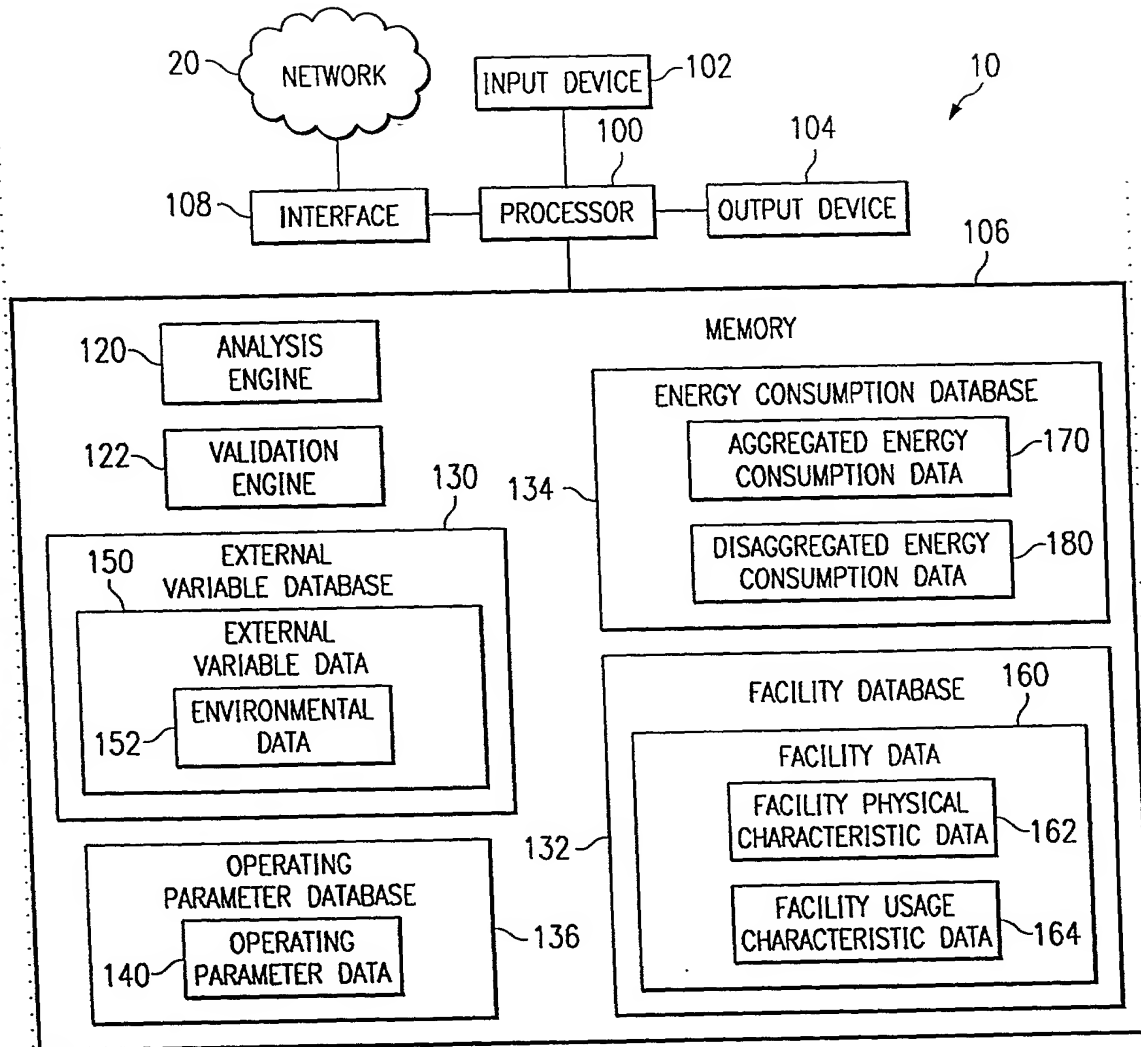 20
NETWORK
INPUT DEVICE
102
10
100
104
108
INTERFACE
PROCESSOR
OUTPUT DEVICE
106
MEMORY
120
ANALYSIS
ENGINE
122
VALIDATION
ENGINE
130
150
EXTERNAL
VARIABLE DATABASE
EXTERNAL
VARIABLE DATA
152
ENVIRONMENTAL
DATA
OPERATING
PARAMETER DATABASE
136
140
OPERATING
PARAMETER DATA
ENERGY CONSUMPTION DATABASE
134
AGGREGATED ENERGY
CONSUMPTION DATA
170
DISAGGREGATED ENERGY
CONSUMPTION DATA
180
FACILITY DATABASE
160
132
FACILITY DATA
FACILITY PHYSICAL
CHARACTERISTIC DATA
162
FACILITY USAGE
CHARACTERISTIC DATA
164